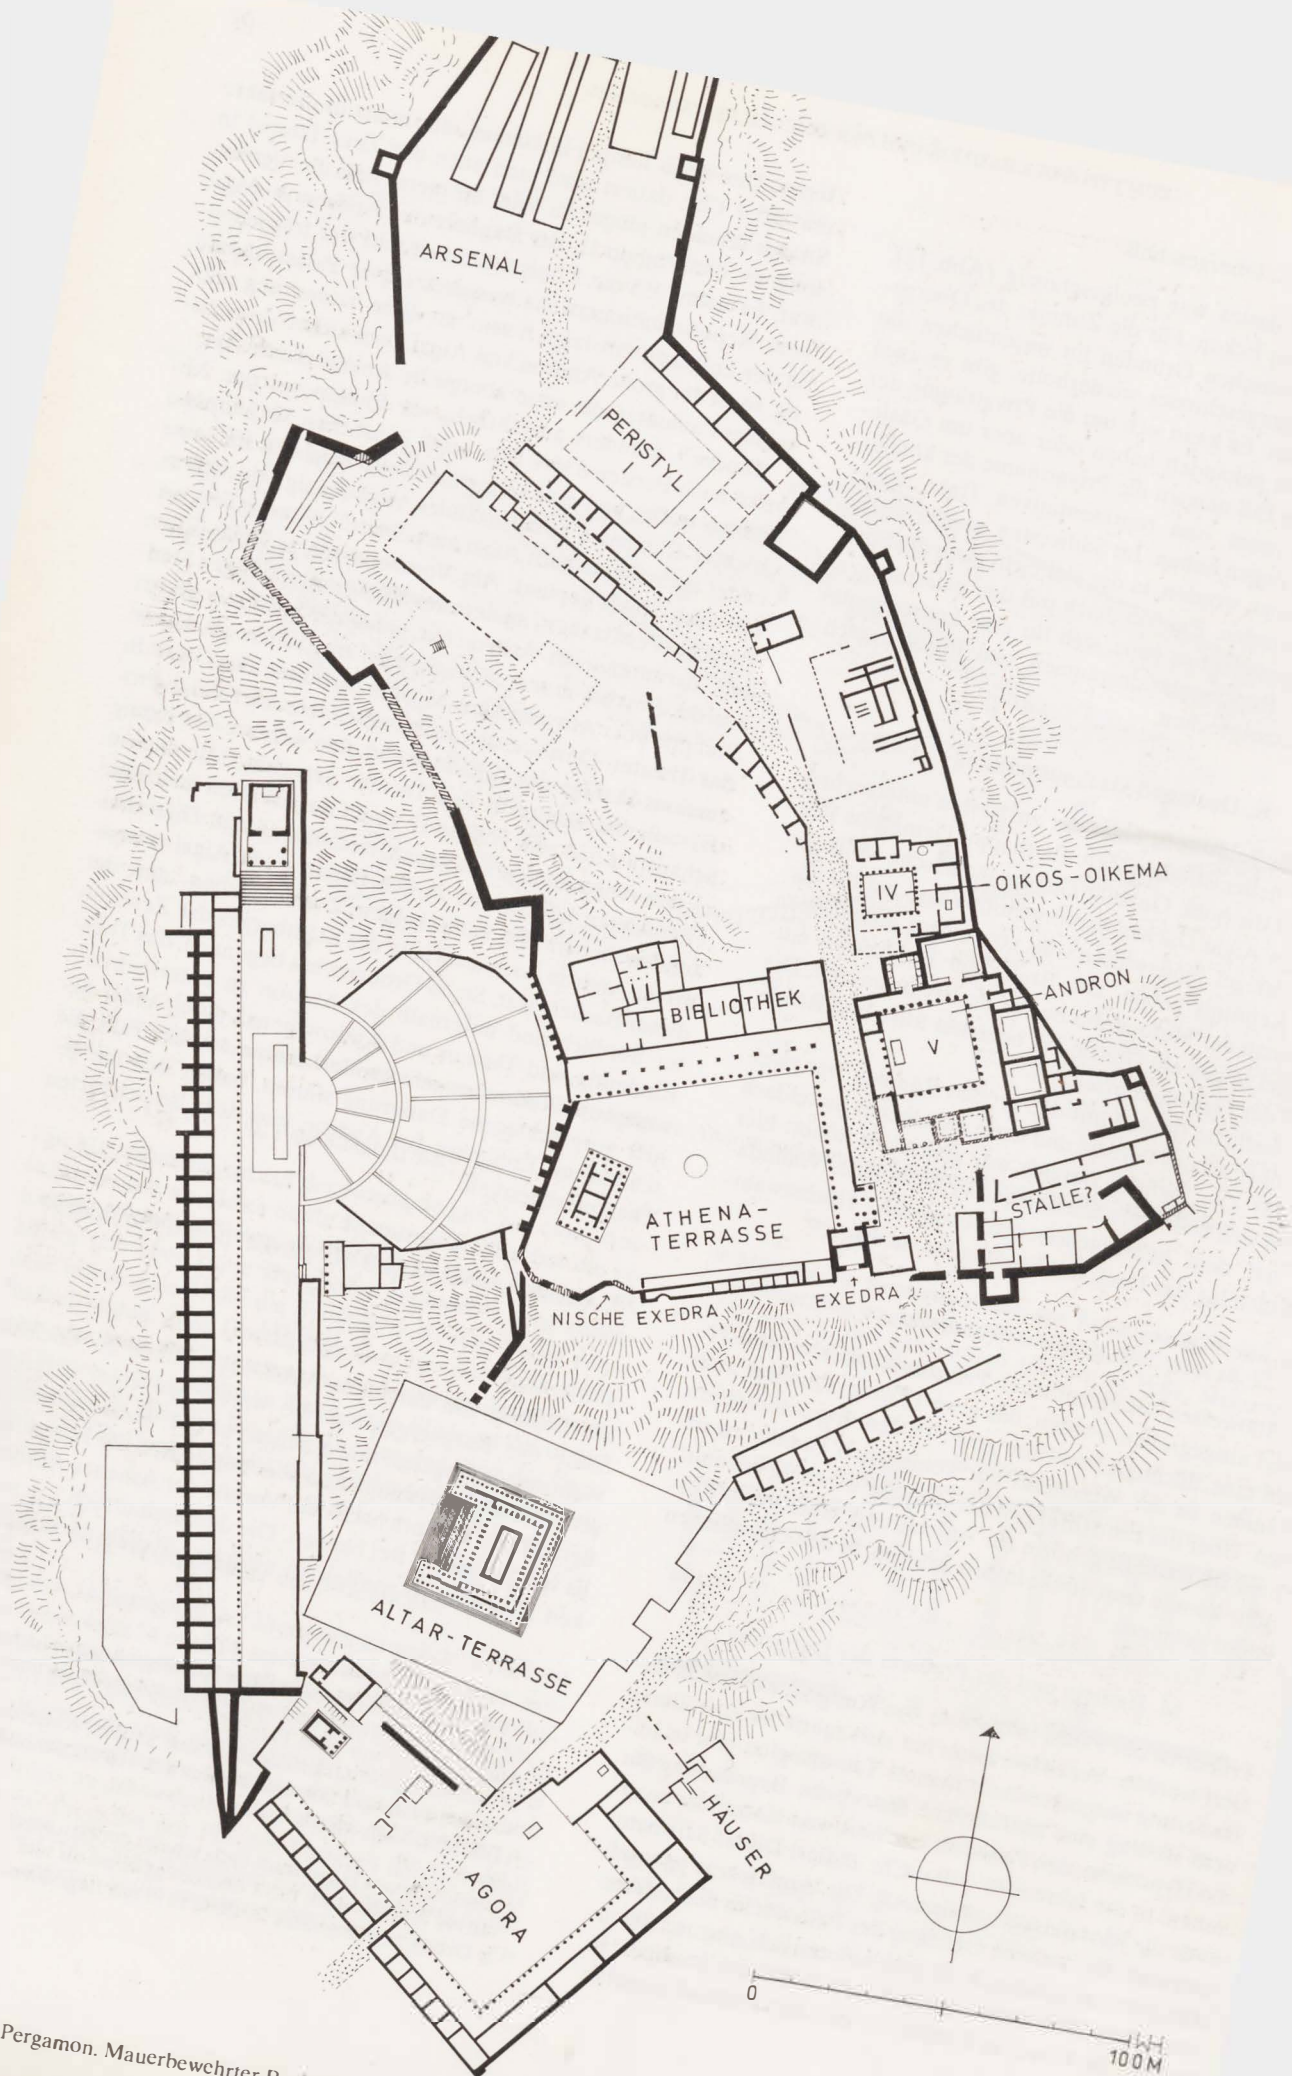 ARSENAL
PERISTYL
I
OIKOS-OIKEMA
IV
ANDRON
BIBLIOTHEK
V
STÄLLE?
ATHENA-
TERRASSE
EXEDRA
NISCHE EXEDRA
ALTAR-TERRASSE
HÄUSER
AGORA
0
100M
Pergamon. Mauerbewehrter